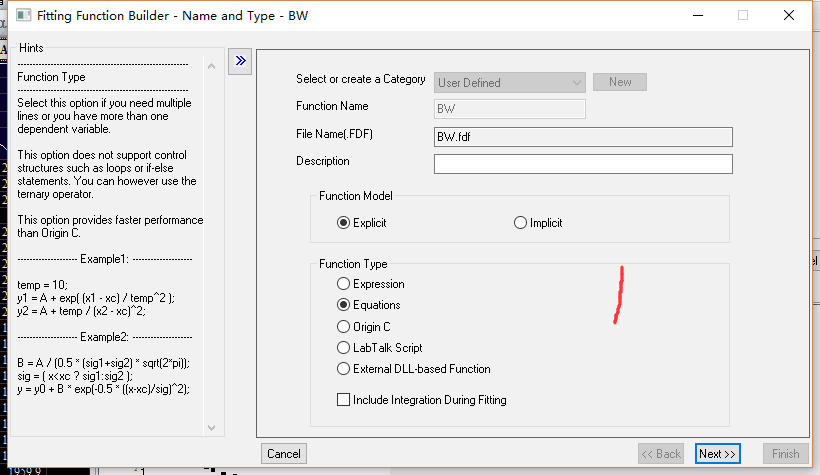 Fitting Function Builder - Name and Type - BW
Hints
Function Type
Select this option if you need multiple
lines or you have more than one
dependent variable.
This option does not support control
structures such as loops or if-else
statements. You can however use the
ternary operator.
This option provides faster performance
than Origin C.
-------------------- Example1: --------------------
temp = 10;
y1 = A + exp( (x1 - xc) / temp^2 );
y2 = A + temp / (x2 - xc)^2;
-------------------- Example2: --------------------
B = A / (0.5 * (sig1+sig2) * sqrt(2*pi));
sig = ( x<xc ? sig1:sig2 );
y = y0 + B * exp(-0.5 * ((x-xc)/sig)^2);
Select or create a Category
User Defined
New
Function Name
BW
File Name(.FDF)
BW.fdf
Description
Function Model
Explicit
Implicit
Function Type
Expression
Equations
Origin C
LabTalk Script
External DLL-based Function
Include Integration During Fitting
Cancel
<< Back
Next >>
Finish
1959.9